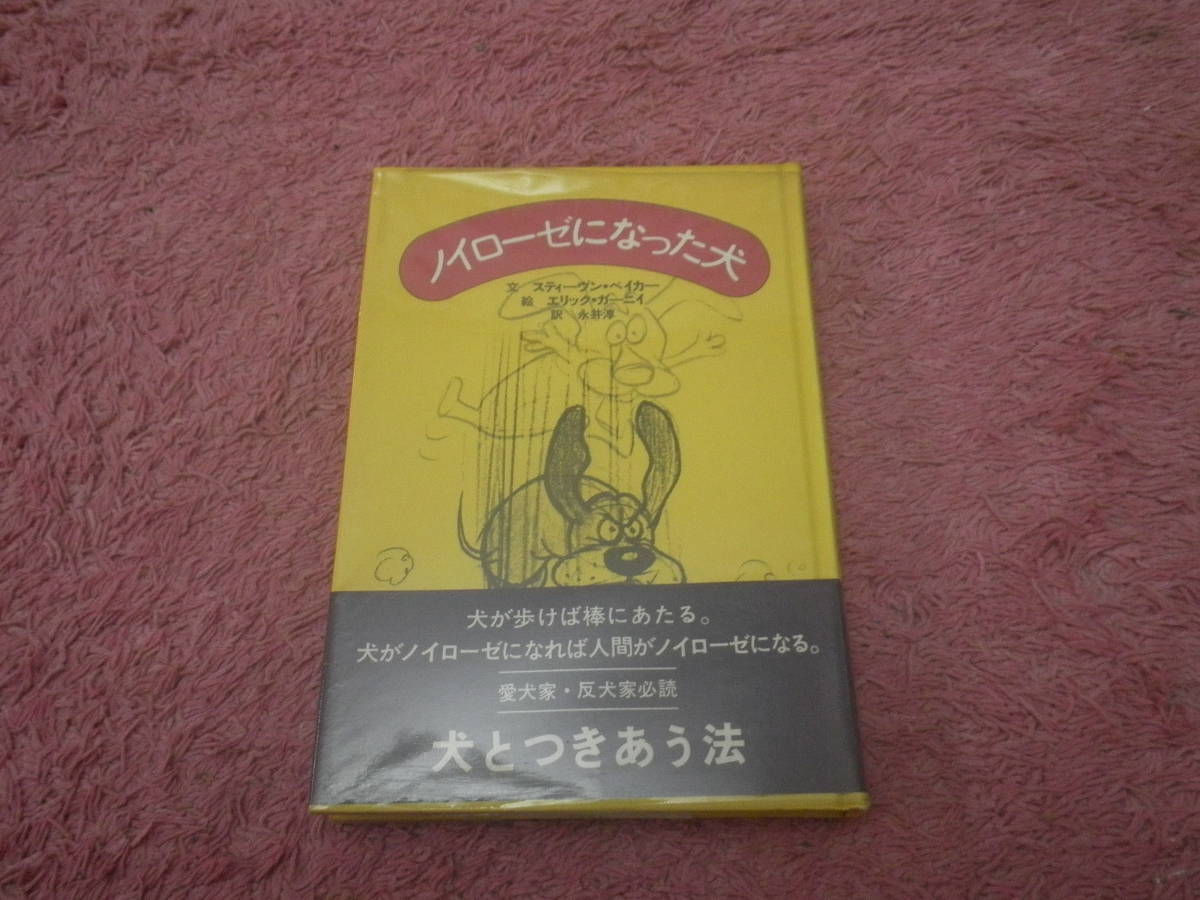 ノイローゼになった犬
文 スティーヴン・ベイカー
絵 エリック・ガーニイ
訳 永井淳
犬が歩けば棒にあたる。
犬がノイローゼになれば人間がノイローゼになる。
愛犬家・反犬家必読
犬とつきあう法